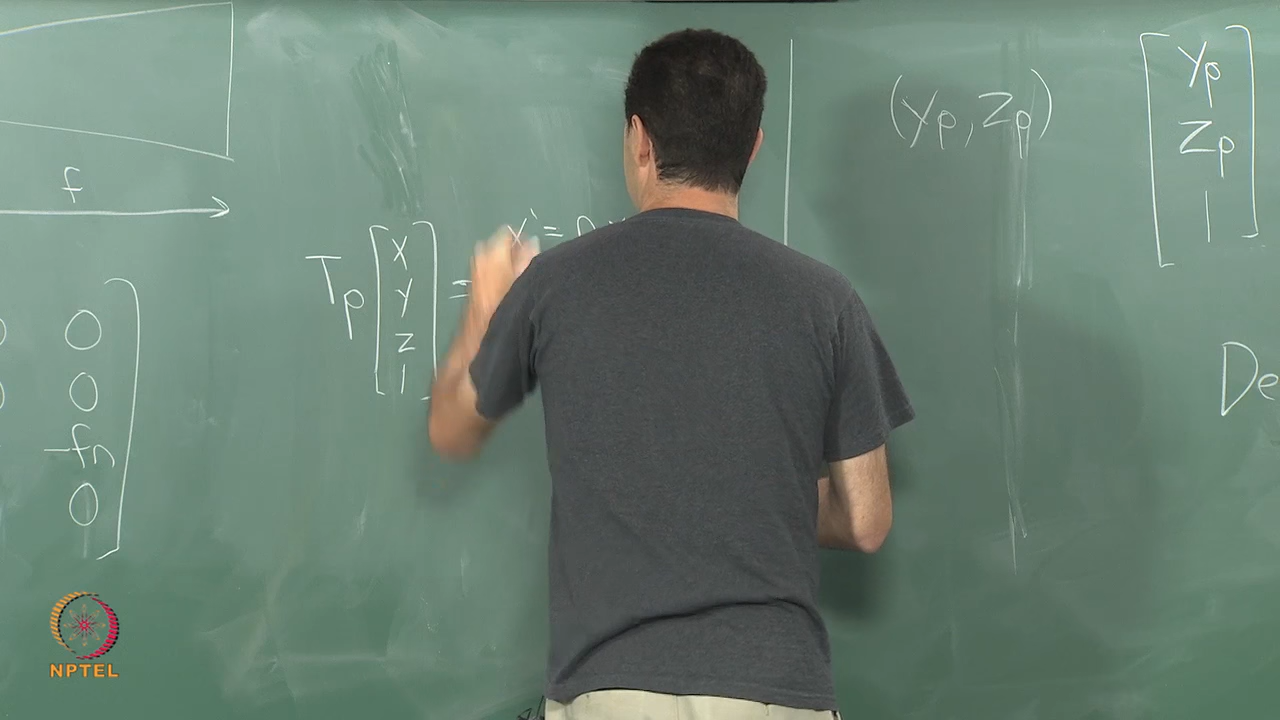 f
0
0
-fn
0
Tp [x y z 1] =
x' = n
(yp, zp)
[yp zp 1]
De
NPTEL